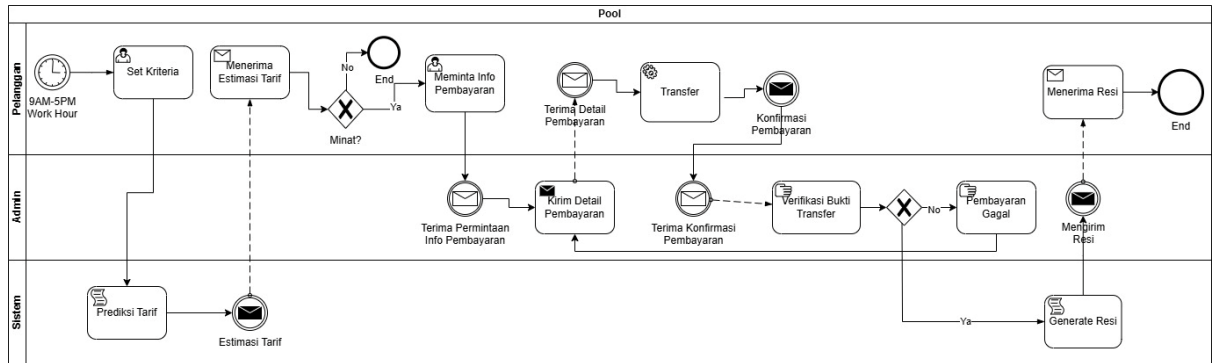 Pool
Pelanggan
9AM-5PM
Work Hour
Set Kriteria
Menerima
Estimasi Tarif
No
End
Ya
Minat?
Meminta Info
Pembayaran
Terima Detail
Pembayaran
Transfer
Konfirmasi
Pembayaran
Menerima Resi
End
Admin
Terima Permintaan
Info Pembayaran
Kirim Detail
Pembayaran
Terima Konfirmasi
Pembayaran
Verifikasi Bukti
Transfer
No
Pembayaran
Gagal
Mengirim
Resi
Sistem
Prediksi Tarif
Estimasi Tarif
Ya
Generate Resi